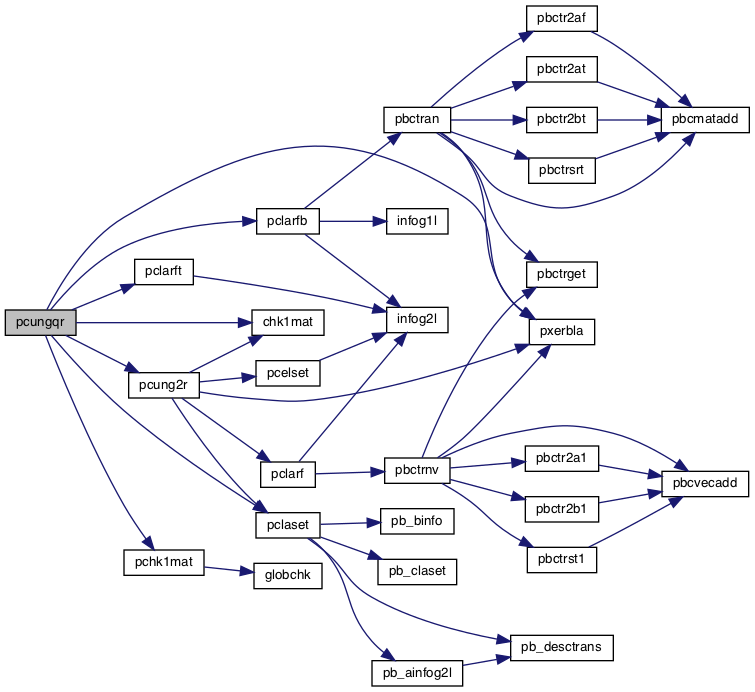 pbctr2af
pbctr2at
pbctran
pbctr2bt
pbcmatadd
pbctrsrt
pclarfb
infog1l
pclarft
pbctrget
pcungqr
chk1mat
infog2l
pxerbla
pcelset
pcung2r
pbctr2a1
pclarf
pbctrnv
pbcvecadd
pbctr2b1
pclaset
pb_binfo
pchk1mat
globchk
pb_claset
pbctrst1
pb_desctrans
pb_ainfog2l